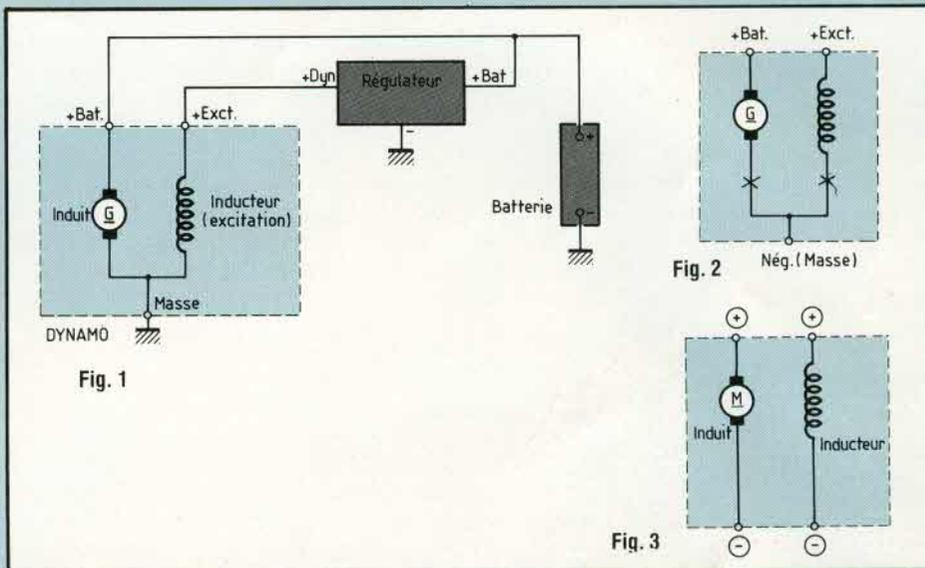 +Bat.
+Exct.
+Dyn
Régulateur
+Bat
-
Induit
G
Inducteur
(excitation)
Masse
DYNAMO
Fig. 1
+
Batterie
-
+Bat.
+Exct.
G
Nég. (Masse)
Fig. 2
+
+
M
Induit
Inducteur
-
-
Fig. 3